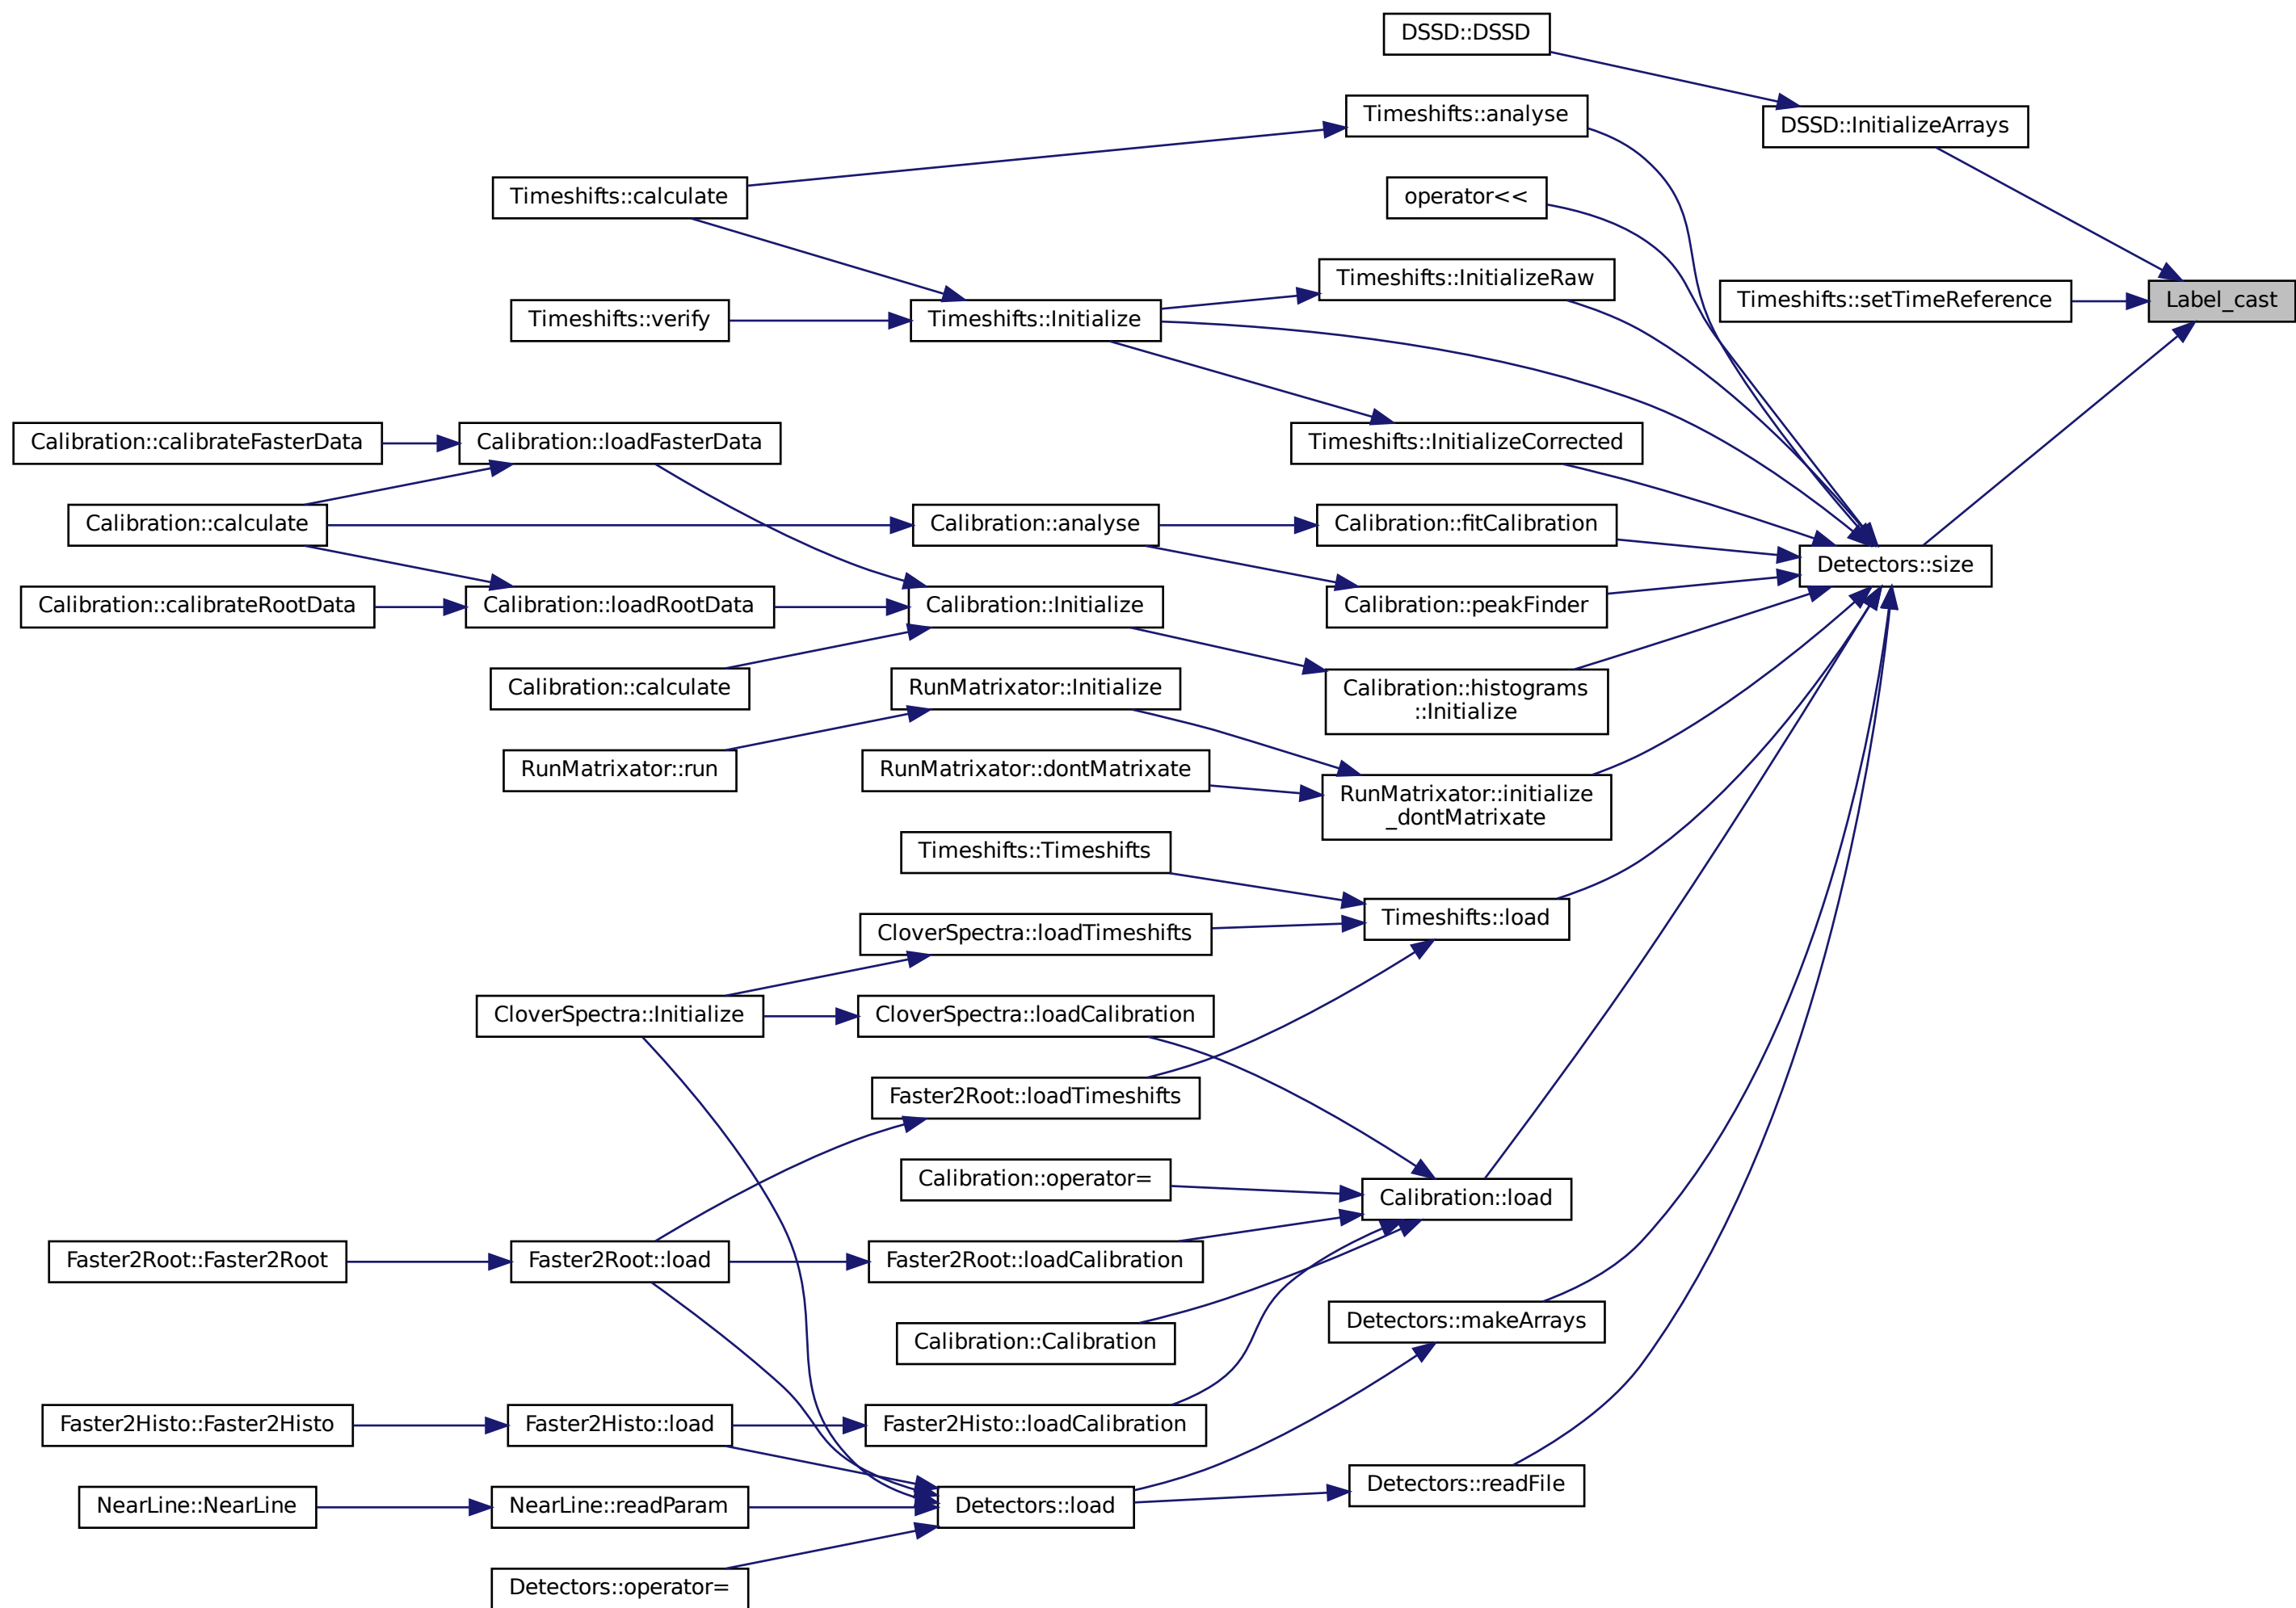 DSSD::DSSD
Timeshifts::analyse
DSSD::InitializeArrays
Timeshifts::calculate
operator<<
Timeshifts::InitializeRaw
Timeshifts::setTimeReference
Label_cast
Timeshifts::verify
Timeshifts::Initialize
Calibration::calibrateFasterData
Calibration::loadFasterData
Timeshifts::InitializeCorrected
Calibration::calculate
Calibration::analyse
Calibration::fitCalibration
Detectors::size
Calibration::calibrateRootData
Calibration::loadRootData
Calibration::Initialize
Calibration::peakFinder
Calibration::calculate
RunMatrixator::Initialize
Calibration::histograms
::Initialize
RunMatrixator::run
RunMatrixator::dontMatrixate
RunMatrixator::initialize
_dontMatrixate
Timeshifts::Timeshifts
Timeshifts::load
CloverSpectra::loadTimeshifts
CloverSpectra::Initialize
CloverSpectra::loadCalibration
Faster2Root::loadTimeshifts
Calibration::operator=
Calibration::load
Faster2Root::Faster2Root
Faster2Root::load
Faster2Root::loadCalibration
Calibration::Calibration
Detectors::makeArrays
Faster2Histo::Faster2Histo
Faster2Histo::load
Faster2Histo::loadCalibration
Detectors::readFile
NearLine::NearLine
NearLine::readParam
Detectors::load
Detectors::operator=